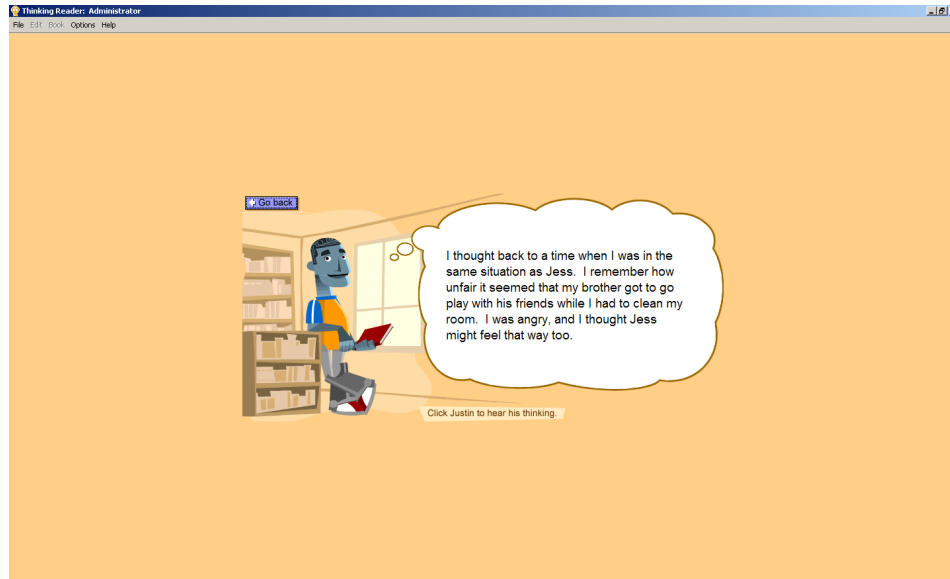 Thinking Reader: Administrator
File Edit Book Options Help
Go back
I thought back to a time when I was in the
same situation as Jess. I remember how
unfair it seemed that my brother got to go
play with his friends while I had to clean my
room. I was angry, and I thought Jess
might feel that way too.
Click Justin to hear his thinking.